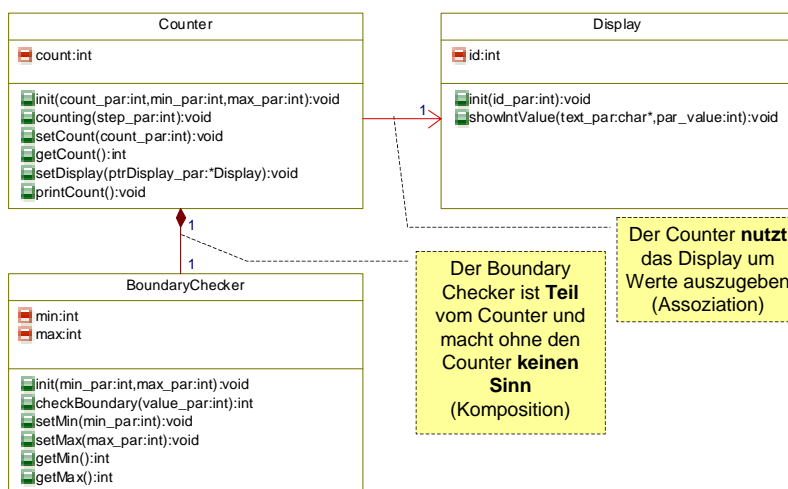 Counter
count:int
init(count_par:int,min_par:int,max_par:int):void
counting(step_par:int):void
setCount(count_par:int):void
getCount():int
setDisplay(ptrDisplay_par:*Display):void
printCount():void
1
Display
id:int
init(id_par:int):void
showIntValue(text_par:char*,par_value:int):void
1
1
BoundaryChecker
min:int
max:int
init(min_par:int,max_par:int):void
checkBoundary(value_par:int):int
setMin(min_par:int):void
setMax(max_par:int):void
getMin():int
getMax():int
Der Boundary
Checker ist Teil
vom Counter und
macht ohne den
Counter keinen
Sinn
(Komposition)
Der Counter nutzt
das Display um
Werte auszugeben
(Assoziation)